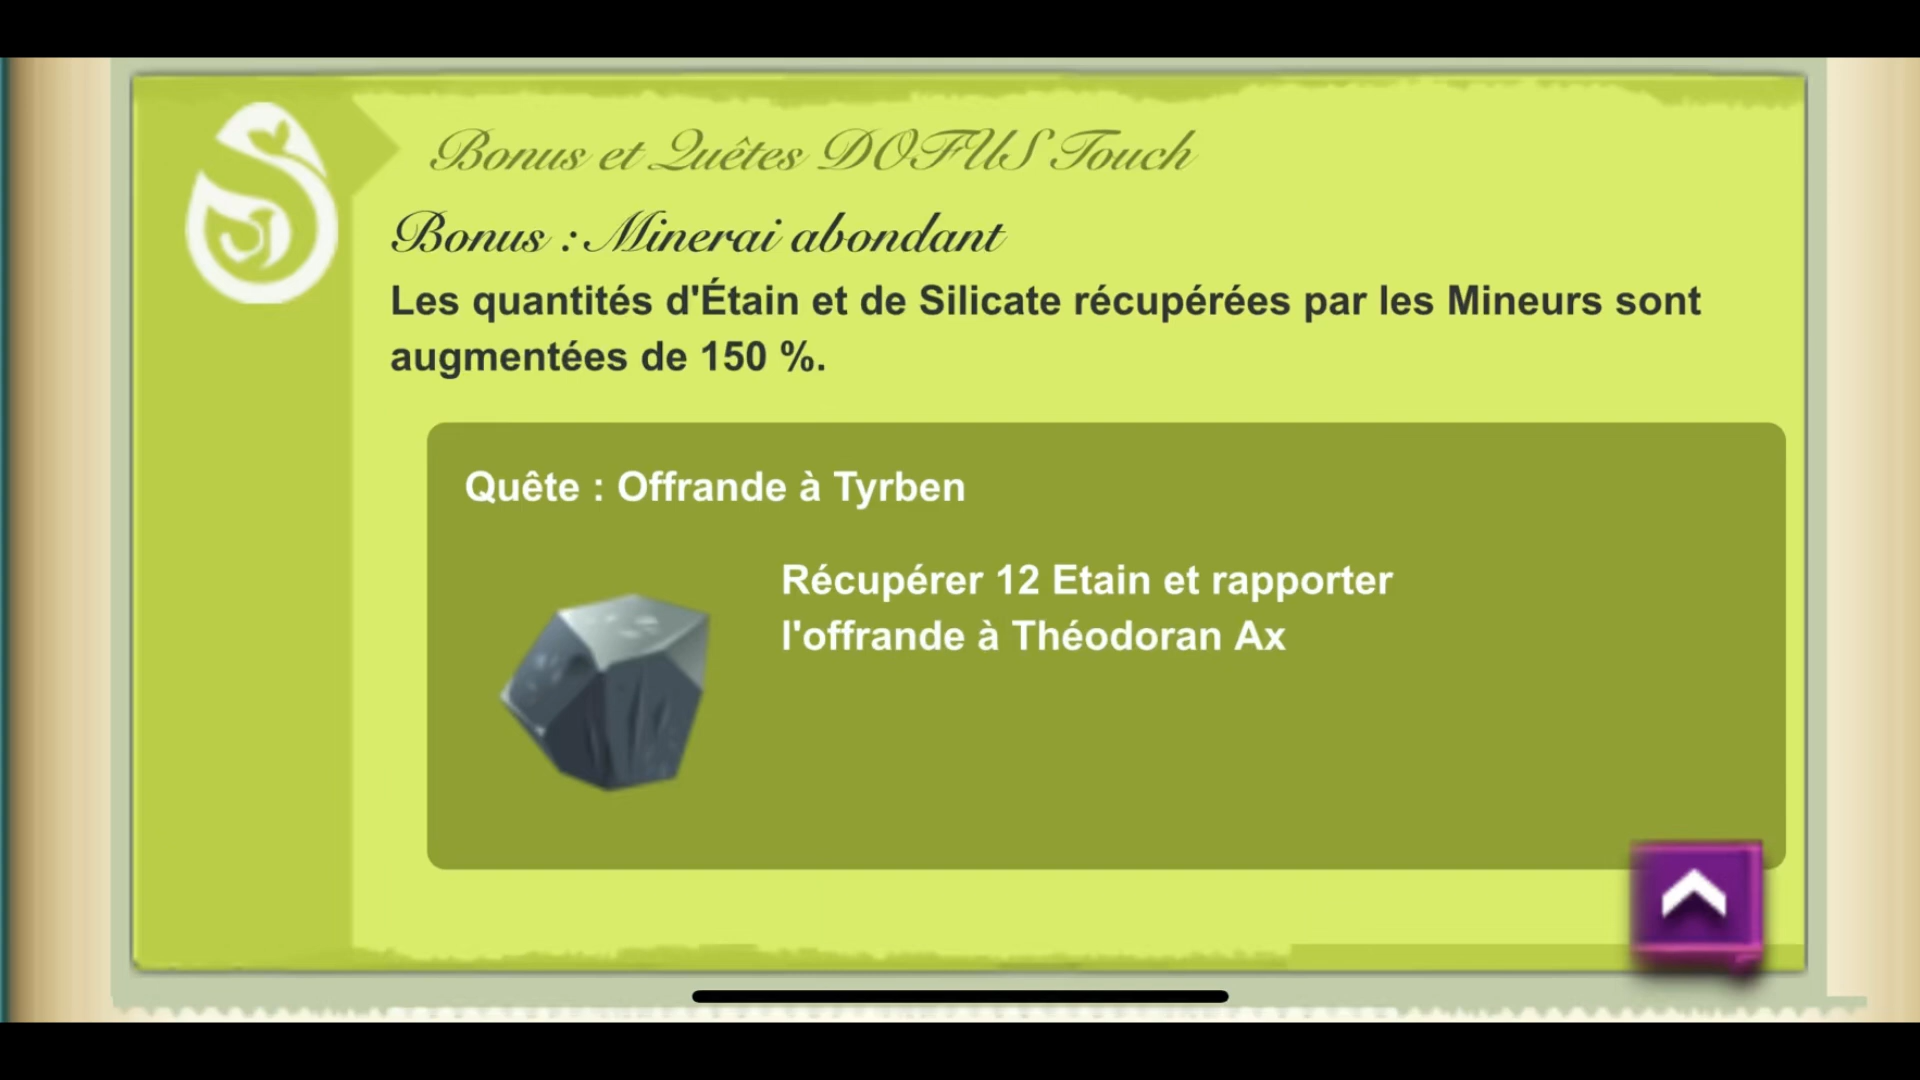 Bonus et Quêtes DOFUS Touch
Bonus : Minerai abondant
Les quantités d'Étain et de Silicate récupérées par les Mineurs sont
augmentées de 150 %.
Quête : Offrande à Tyrben
Récupérer 12 Etain et rapporter
l'offrande à Théodoran Ax